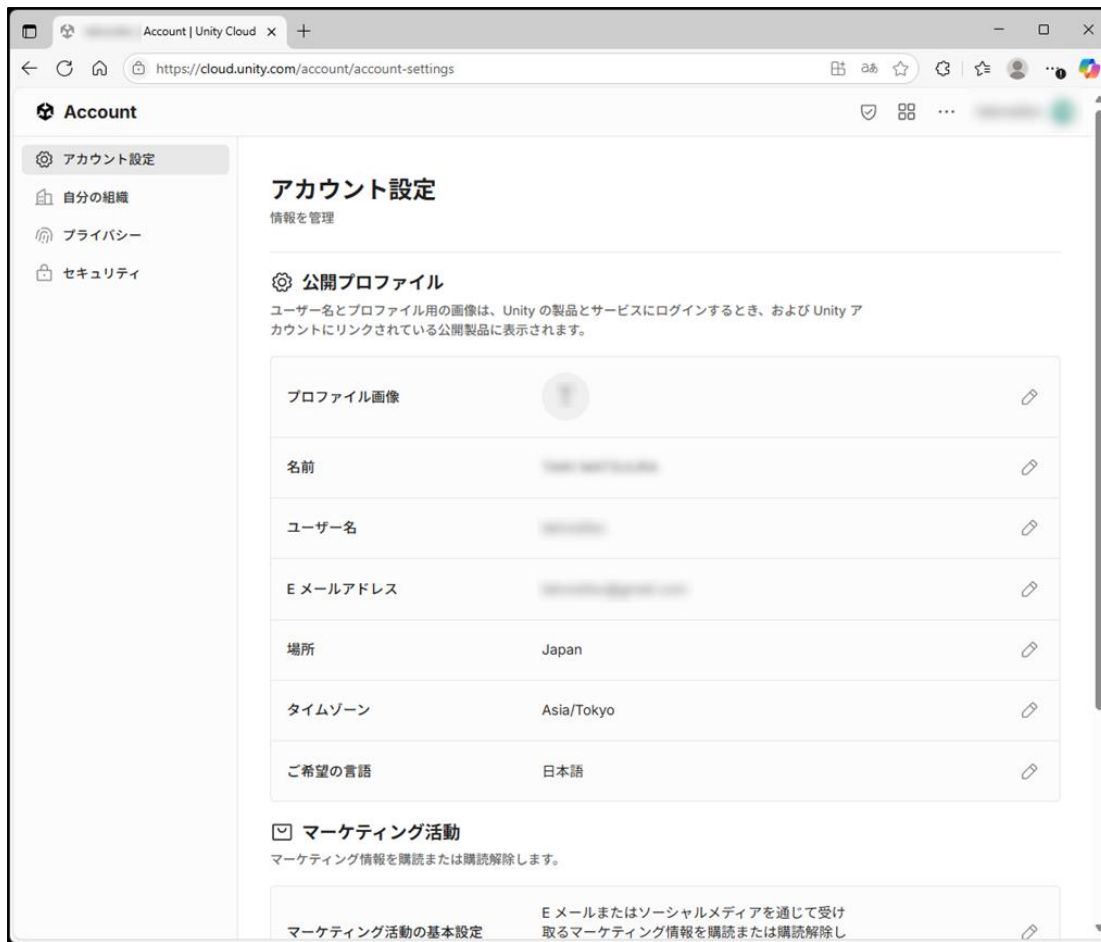 Account | Unity Cloud
https://cloud.unity.com/account/account-settings
aあ
Account
アカウント設定
自分の組織
プライバシー
セキュリティ
アカウント設定
情報を管理
公開プロファイル
ユーザー名とプロファイル用の画像は、Unity の製品とサービスにログインするとき、および Unity ア
カウントにリンクされている公開製品に表示されます。
プロファイル画像
名前
ユーザー名
E メールアドレス
場所 Japan
タイムゾーン Asia/Tokyo
ご希望の言語 日本語
マーケティング活動
マーケティング情報を購読または購読解除します。
E メールまたはソーシャルメディアを通じて受け
マーケティング活動の基本設定 取るマーケティング情報を購読または購読解除し